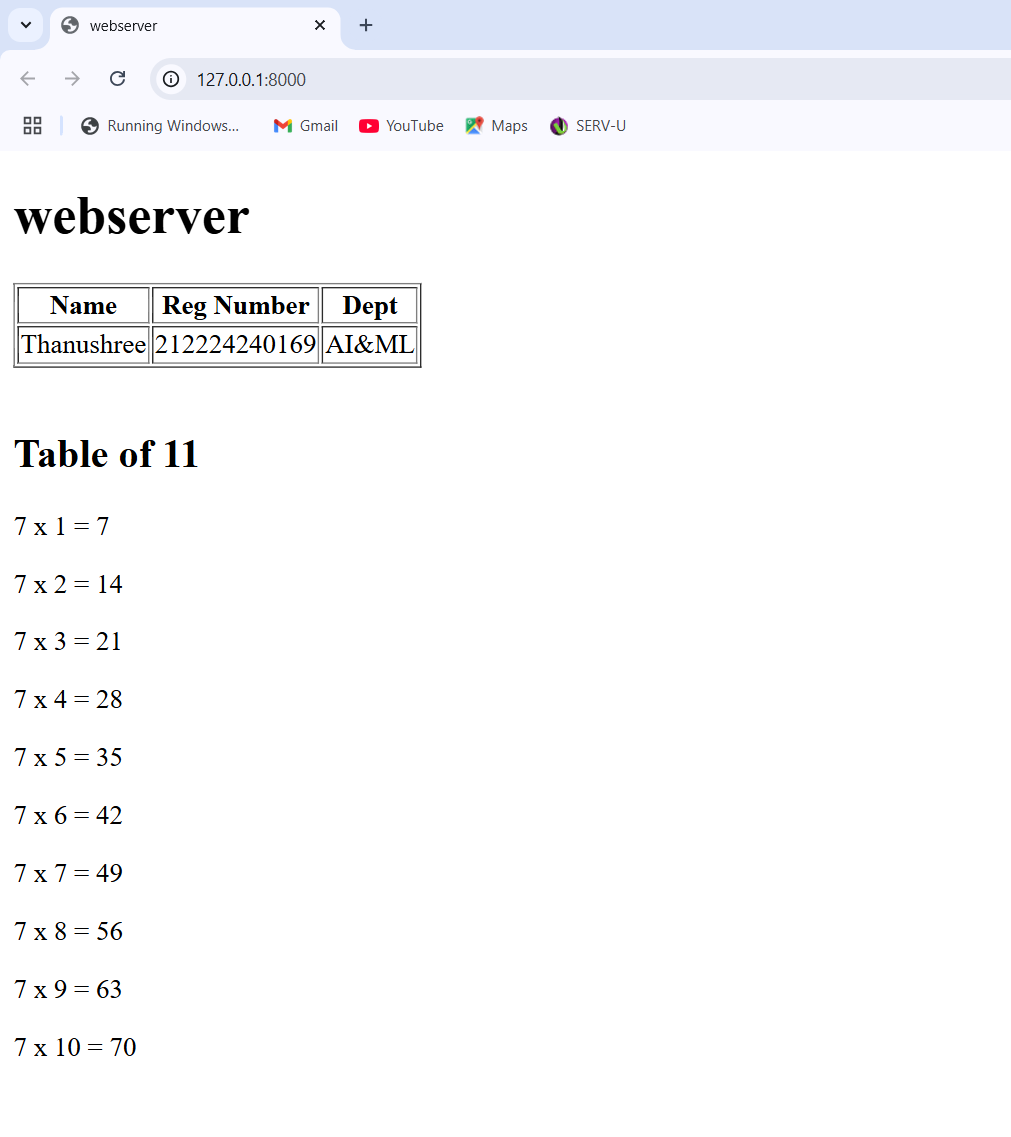 webserver
127.0.0.1:8000
Running Windows... Gmail YouTube Maps SERV-U
webserver
Name Reg Number Dept
Thanushree 212224240169 AI&ML
Table of 11
7 x 1 = 7
7 x 2 = 14
7 x 3 = 21
7 x 4 = 28
7 x 5 = 35
7 x 6 = 42
7 x 7 = 49
7 x 8 = 56
7 x 9 = 63
7 x 10 = 70